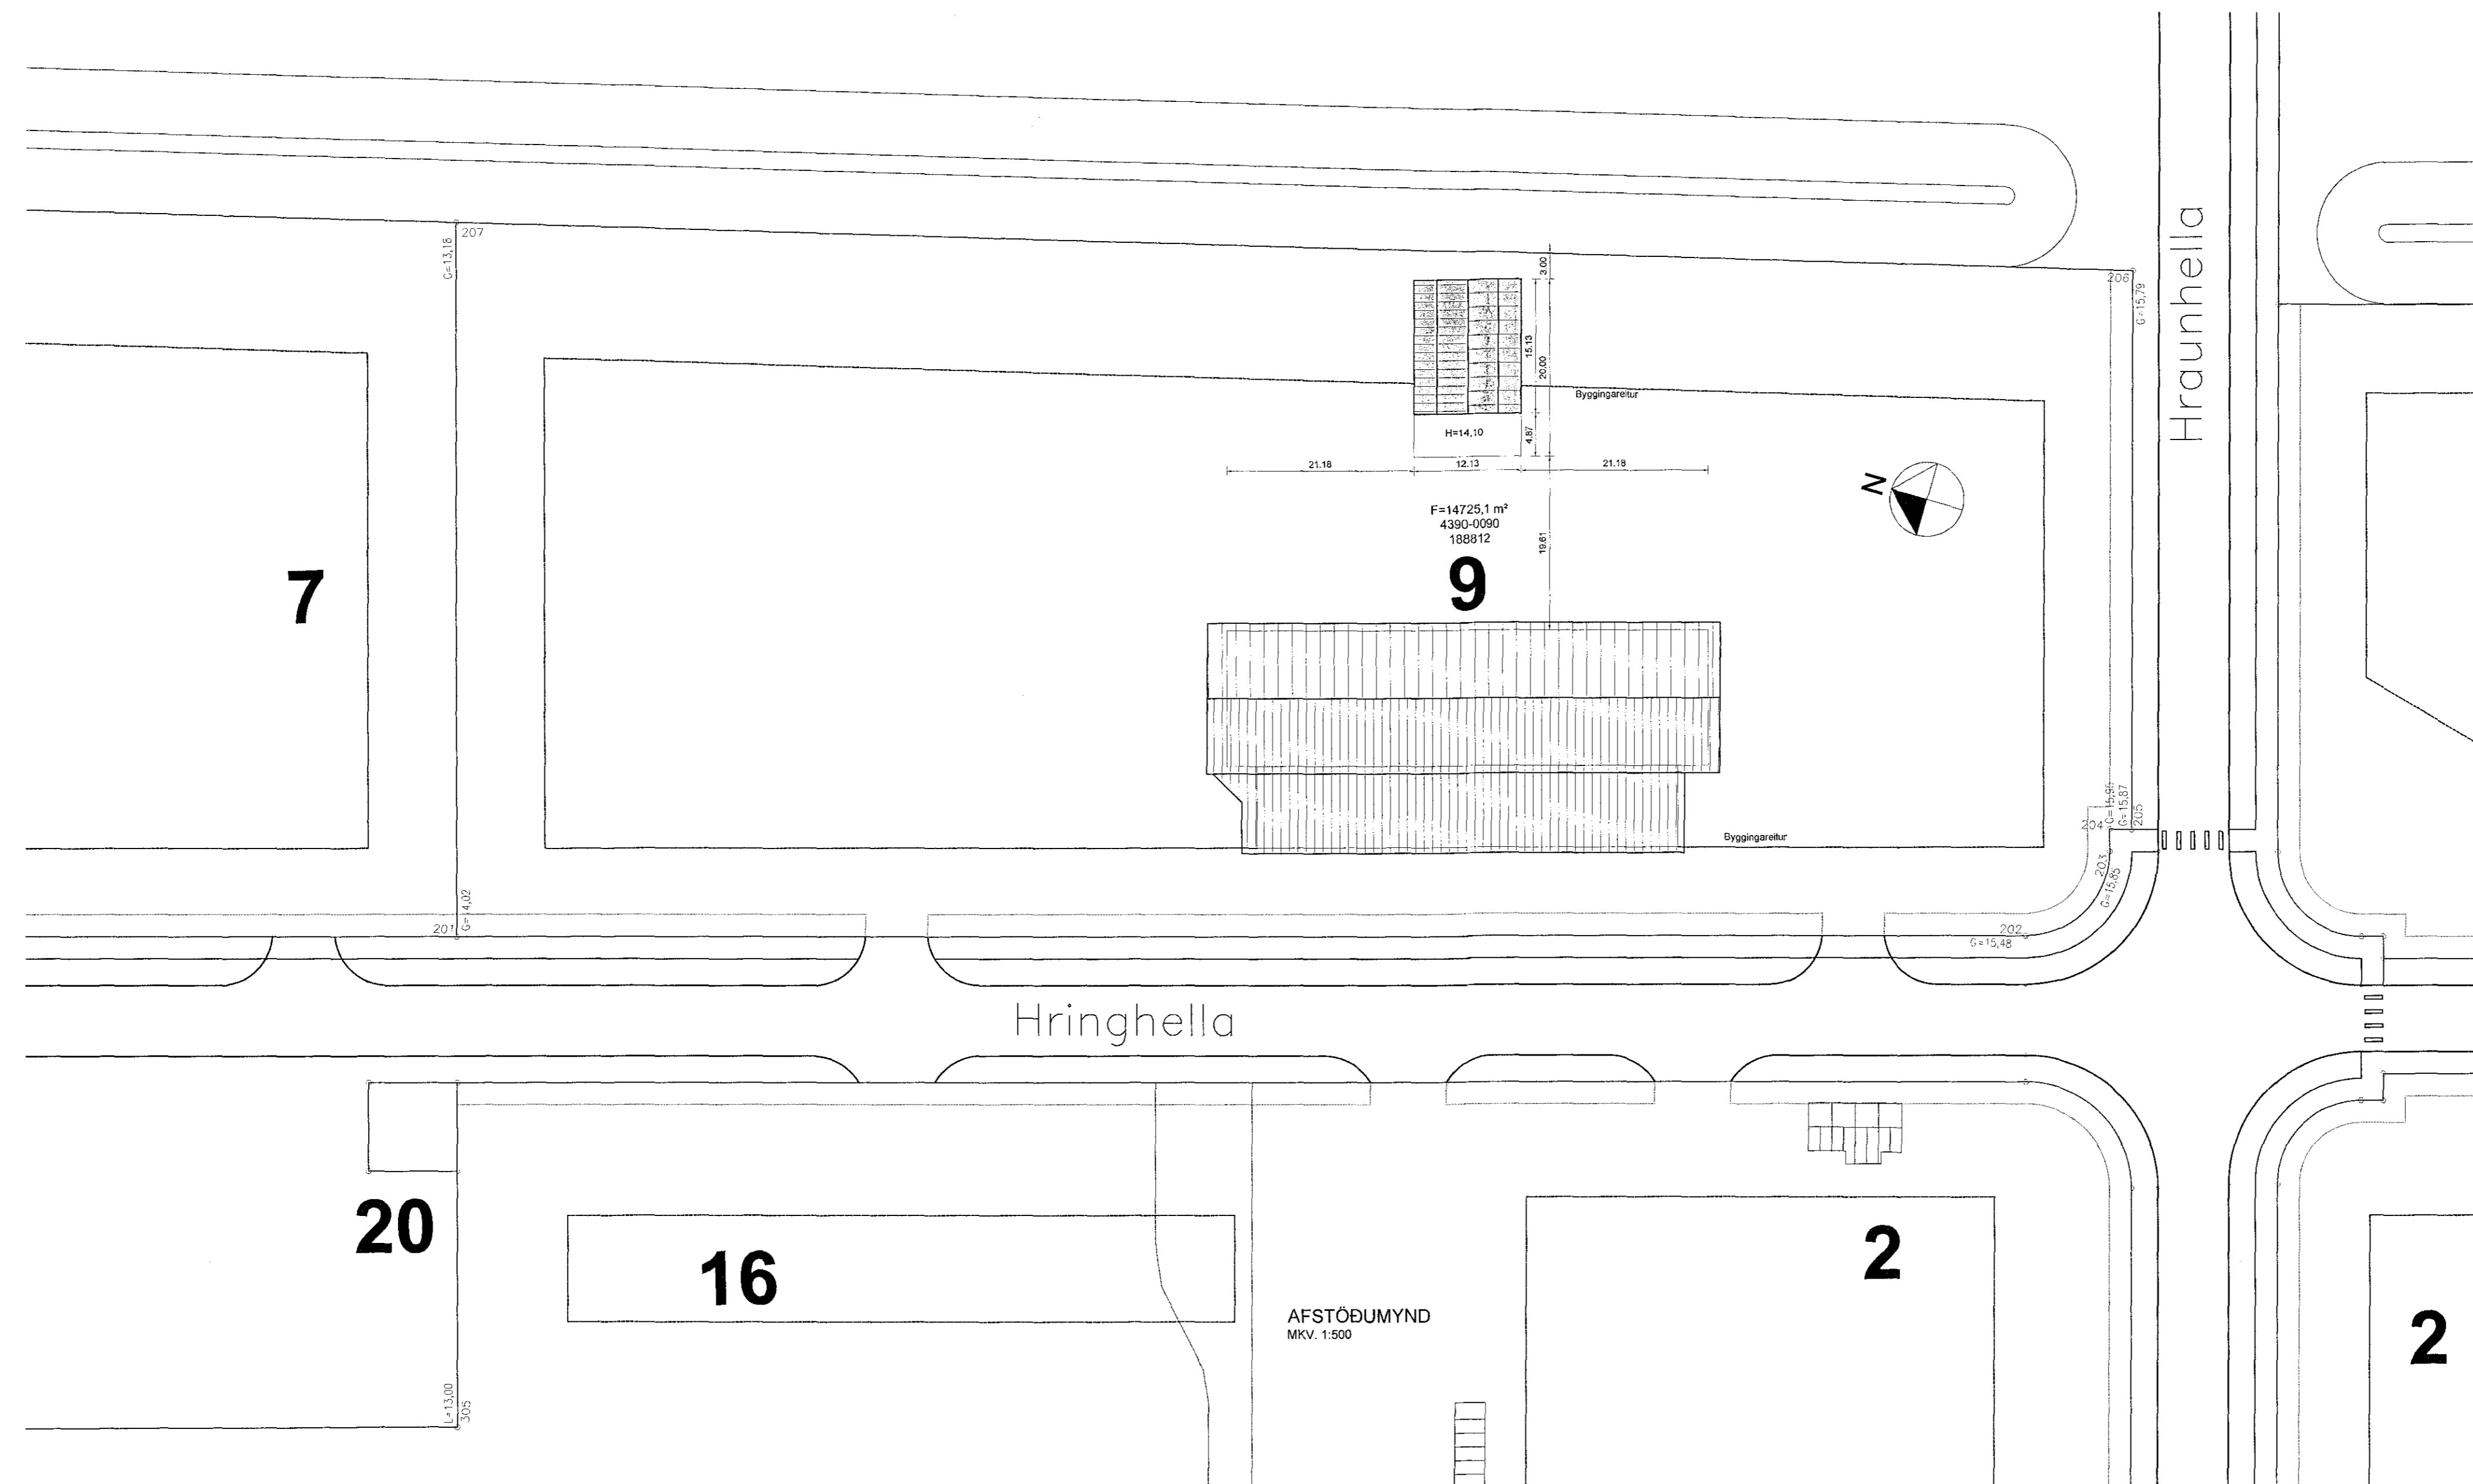 207
G=13,18
206
G=15,79
Hraunhella
3.00
15.13
20.00
4.87
Byggingareitur
H=14,10
21.18
12.13
21.18
N
F=14725,1 m²
4390-0090
188812
19.61
7
9
Byggingareitur
204
G=15,96
G=15,87
205
203
G=15,85
201
G=14,02
202
G=15,48
Hringhella
20
16
2
AFSTÖÐUMYND
MKV. 1:500
2
L=13,00
305